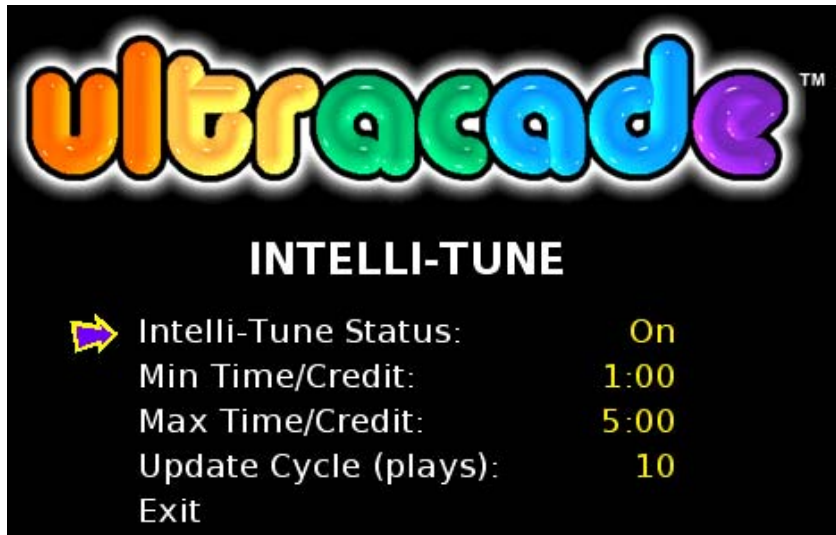 ultracade™
INTELLI-TUNE
Intelli-Tune Status: On
Min Time/Credit: 1:00
Max Time/Credit: 5:00
Update Cycle (plays): 10
Exit